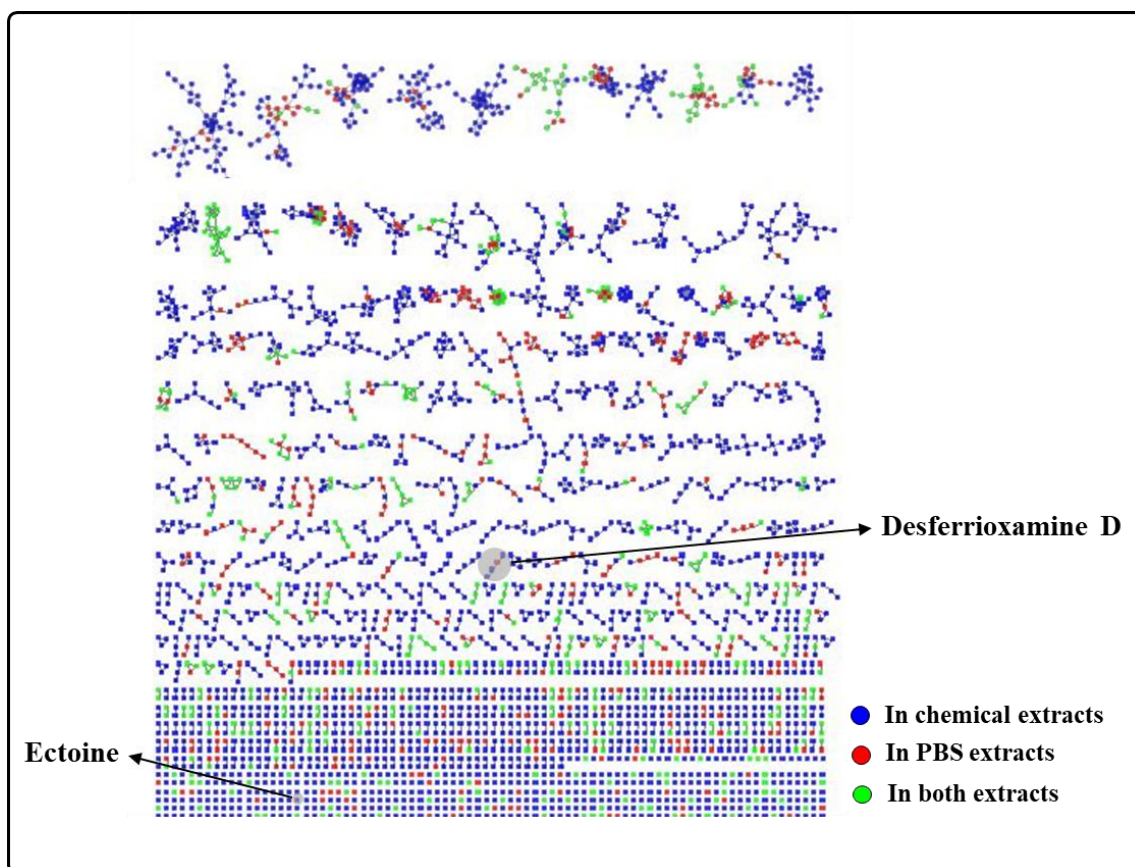 Desferrioxamine D
In chemical extracts
In PBS extracts
In both extracts
Ectoine